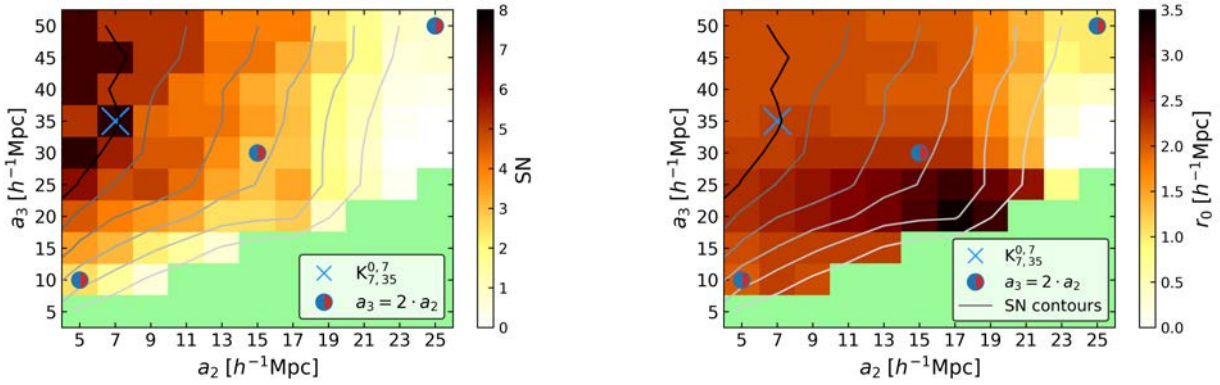 50
45
40
35
30
25
20
15
10
5
a₃ [h⁻¹Mpc]
5 7 9 11 13 15 17 19 21 23 25
a₂ [h⁻¹Mpc]
K⁰,⁷₇,₃₅
a₃ = 2 · a₂
8
7
6
5
4
3
2
1
0
SN
50
45
40
35
30
25
20
15
10
5
a₃ [h⁻¹Mpc]
5 7 9 11 13 15 17 19 21 23 25
a₂ [h⁻¹Mpc]
K⁰,⁷₇,₃₅
a₃ = 2 · a₂
SN contours
3.5
3.0
2.5
2.0
1.5
1.0
0.5
0.0
r₀ [h⁻¹Mpc]